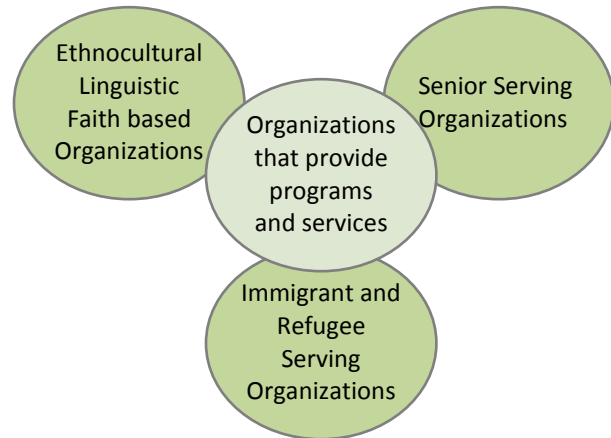 Ethnocultural
Linguistic
Faith based
Organizations
Organizations
that provide
programs
and services
Senior Serving
Organizations
Immigrant and
Refugee
Serving
Organizations